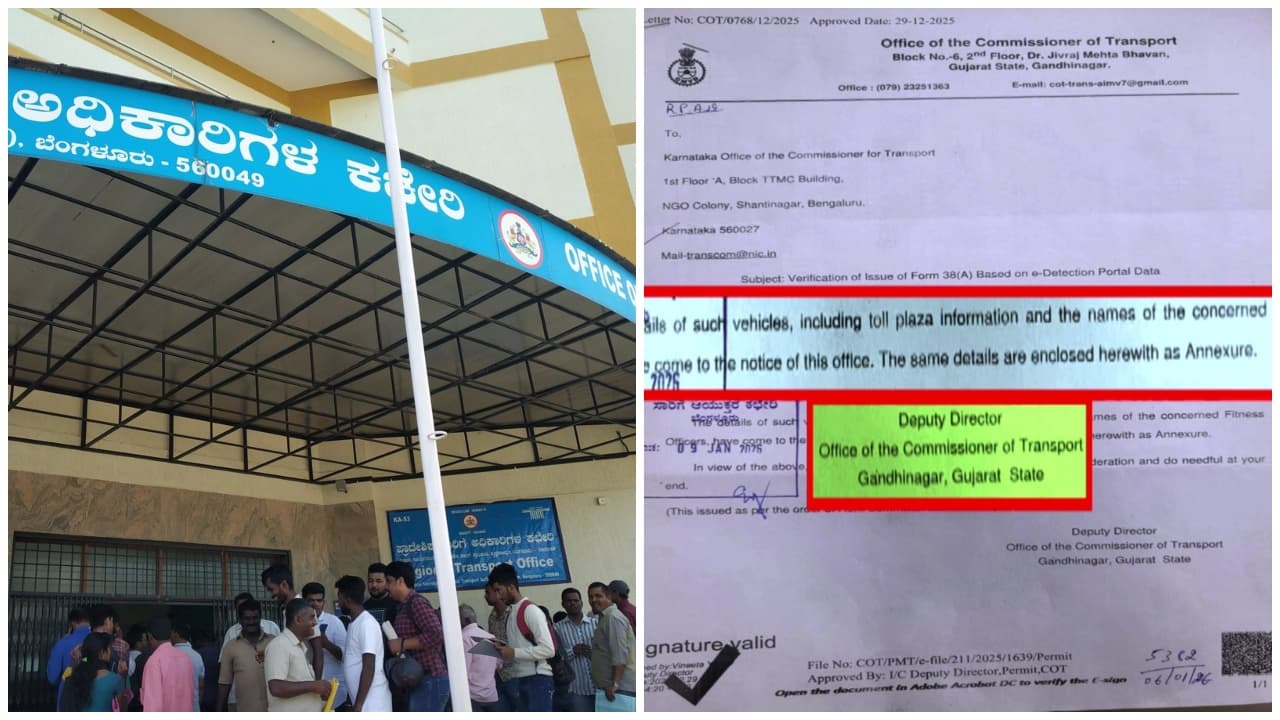 ಅಧಿಕಾರಿಗಳ ಕಚೇರಿ
ಬೆಂಗಳೂರು - 560049
OFFICE
KA-53
ಅಧಿಕಾರಿಗಳ ಕಚೇರಿ
Transport Office
Letter No: COT/0768/12/2025 Approved Date: 29-12-2025
Office of the Commissioner of Transport
Block No.-6, 2nd Floor, Dr. Jivraj Mehta Bhavan,
Gujarat State, Gandhinagar.
Office : (079) 23251363
E-mail: cot-trans-aimv7@gmail.com
R.P.A.D
To,
Karnataka Office of the Commissioner for Transport
1st Floor 'A, Block TTMC Building,
NGO Colony, Shantinagar, Bengaluru.
Karnataka 560027
Mail-transcom@nic.in
Subject: Verification of Issue of Form 38(A) Based on e-Detection Portal Data
ails of such vehicles, including toll plaza information and the names of the concerned
come to the notice of this office. The same details are enclosed herewith as Annexure.
2026
ಸಾರಿಗೆ ಆಯುಕ್ತರ ಕಛೇರಿ
ಬೆಂಗಳೂರು
The details of such
mes of the concerned Fitness
Officers, have come to the
erewith as Annexure.
09 JAN 2026
In view of the above,
deration and do needful at your
end.
(This issued as per the
Deputy Director
Office of the Commissioner of Transport
Gandhinagar, Gujarat State
Deputy Director
Office of the Commissioner of Transport
Gandhinagar, Gujarat State
gnature valid
ed by:Vineeta
File No: COT/PMT/e-file/211/2025/1639/Permit
Approved By: I/C Deputy Director,Permit,COT
Open the document in Adobe Acrobat DC to verify the E-sign
5382
06/01/26
1/1